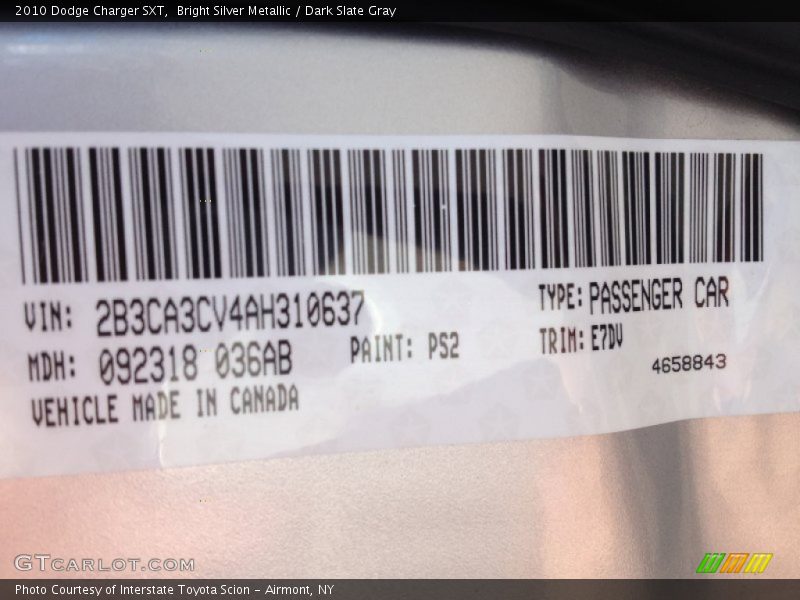 2010 Dodge Charger SXT,  Bright Silver Metallic / Dark Slate Gray
VIN: 2B3CA3CV4AH310637 TYPE: PASSENGER CAR
MDH: 092318 036AB PAINT: PS2 TRIM: E7DV
4658843
VEHICLE MADE IN CANADA
GTCARLOT.COM
Photo Courtesy of Interstate Toyota Scion - Airmont, NY